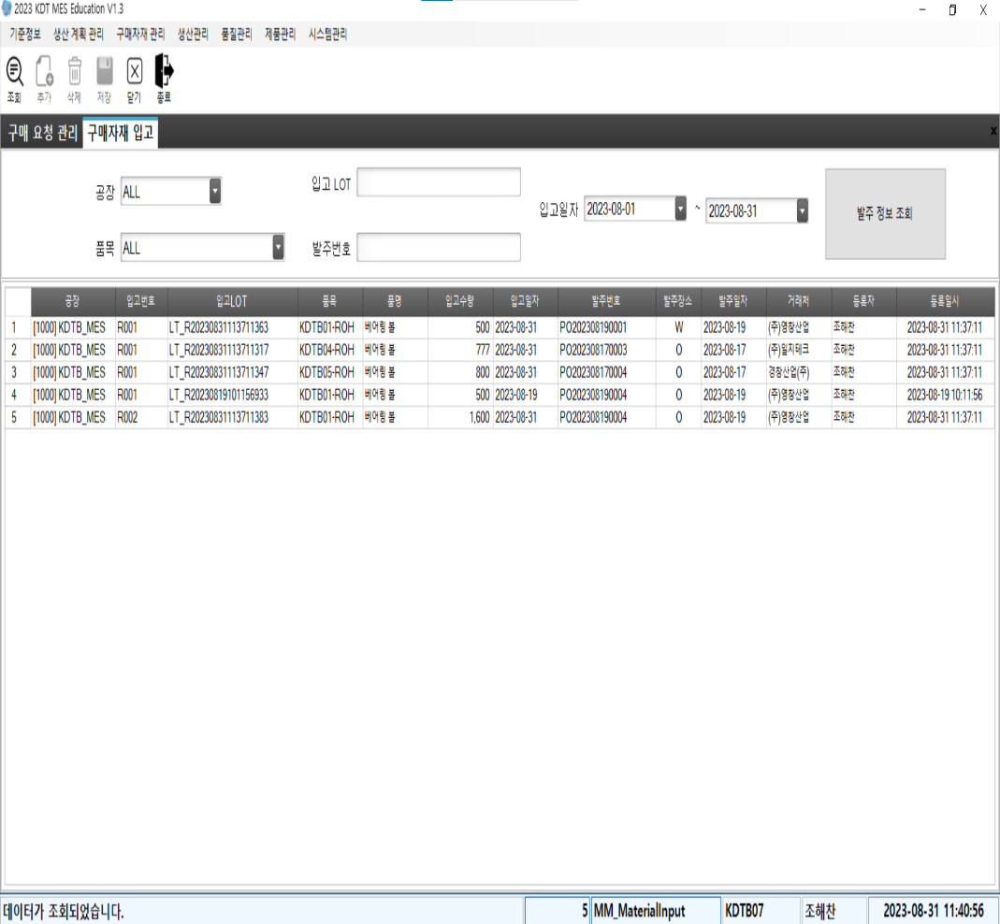 2023 KDT MES Education V1.3
기준정보 생산 계획 관리 구매자재 관리 생산관리 품질관리 제품관리 시스템관리
조회 추가 삭제 저장 닫기 종료
구매 요청 관리 구매자재 입고 x
공장 ALL 입고 LOT
입고일자 2023-08-01 ~ 2023-08-31 발주 정보 조회
품목 ALL 발주번호
공장 입고번호 입고LOT 품목 품명 입고수량 입고일자 발주번호 발주장소 발주일자 거래처 등록자 등록일시
1 [1000] KDTB_MES R001 LT_R20230831113711363 KDTB01-ROH 베어링 볼 500 2023-08-31 PO202308190001 W 2023-08-19 (주)영창산업 조해찬 2023-08-31 11:37:11
2 [1000] KDTB_MES R001 LT_R20230831113711317 KDTB04-ROH 베어링 볼 777 2023-08-31 PO202308170003 O 2023-08-17 (주)일지테크 조해찬 2023-08-31 11:37:11
3 [1000] KDTB_MES R001 LT_R20230831113711347 KDTB05-ROH 베어링 볼 800 2023-08-31 PO202308170004 O 2023-08-17 경창산업(주) 조해찬 2023-08-31 11:37:11
4 [1000] KDTB_MES R001 LT_R20230819101156933 KDTB01-ROH 베어링 볼 500 2023-08-19 PO202308190004 O 2023-08-19 (주)영창산업 조해찬 2023-08-19 10:11:56
5 [1000] KDTB_MES R002 LT_R20230831113711383 KDTB01-ROH 베어링 볼 1,600 2023-08-31 PO202308190004 O 2023-08-19 (주)영창산업 조해찬 2023-08-31 11:37:11
데이터가 조회되었습니다. 5 MM_MaterialInput KDTB07 조해찬 2023-08-31 11:40:56